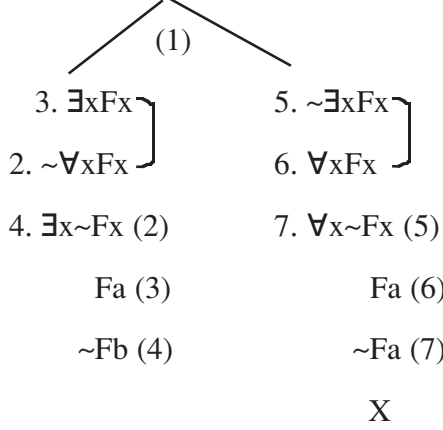 (1)
3. ∃xFx 5. ~∃xFx
2. ~∀xFx 6. ∀xFx
4. ∃x~Fx (2) 7. ∀x~Fx (5)
Fa (3) Fa (6)
~Fb (4) ~Fa (7)
X